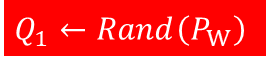 Q₁ ← Rand(P_W)